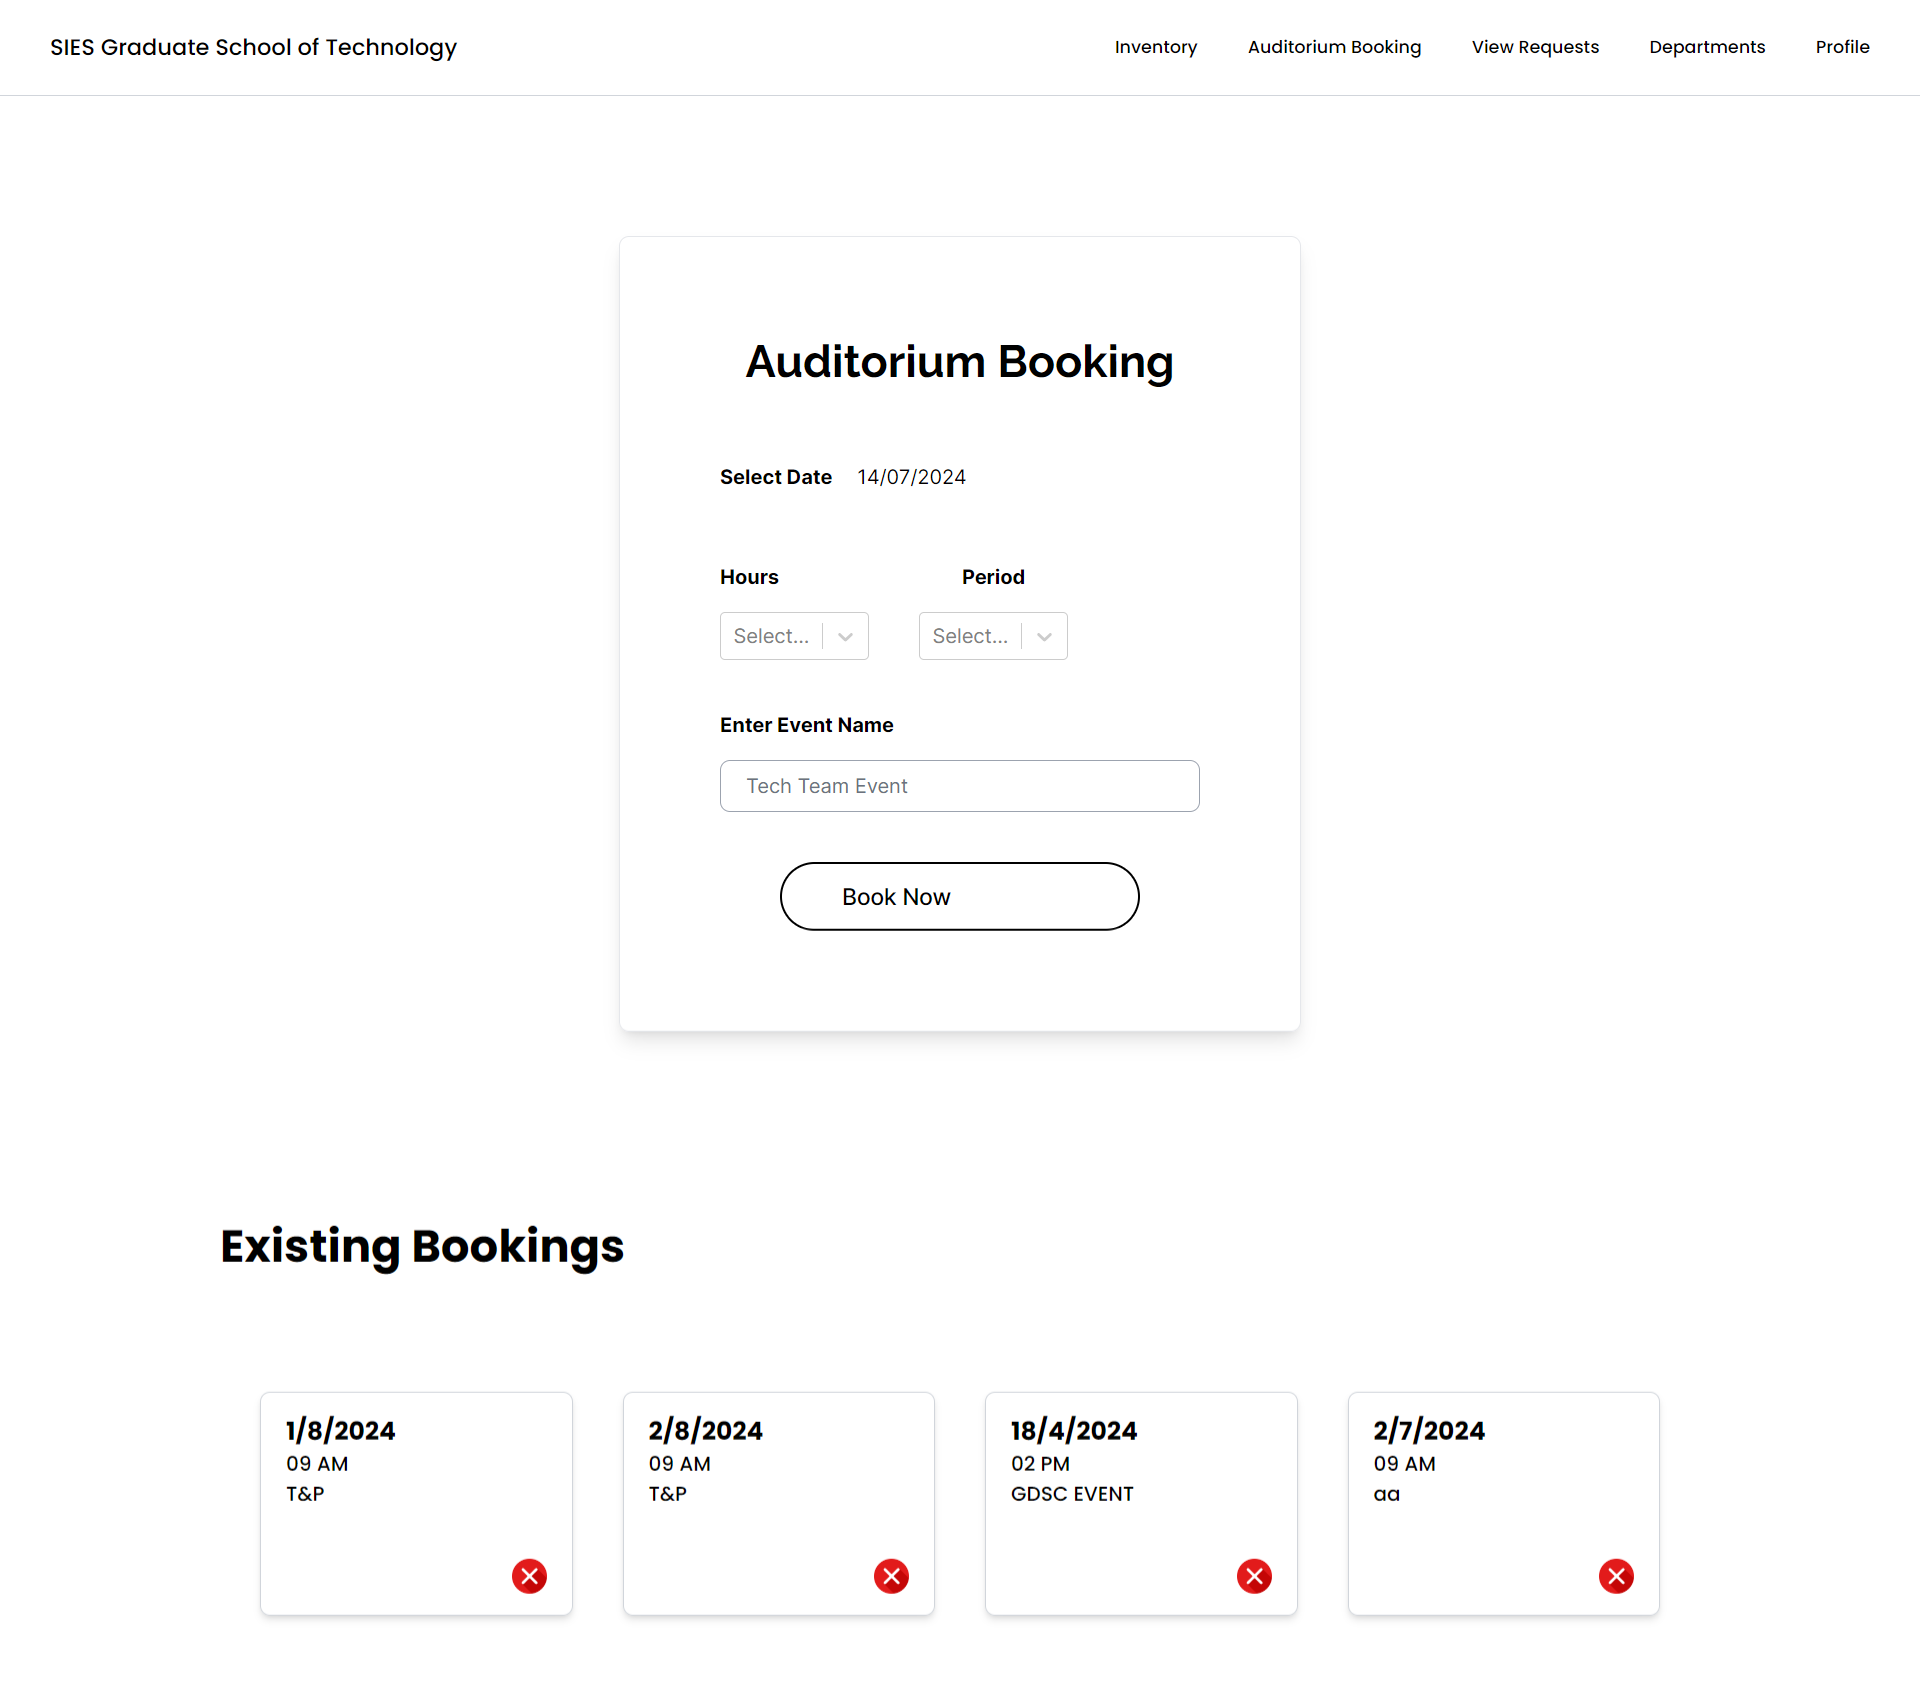 SIES Graduate School of Technology
Inventory Auditorium Booking View Requests Departments Profile
Auditorium Booking
Select Date 14/07/2024
Hours Period
Select... Select...
Enter Event Name
Tech Team Event
Book Now
Existing Bookings
1/8/2024
09 AM
T&P
2/8/2024
09 AM
T&P
18/4/2024
02 PM
GDSC EVENT
2/7/2024
09 AM
aa